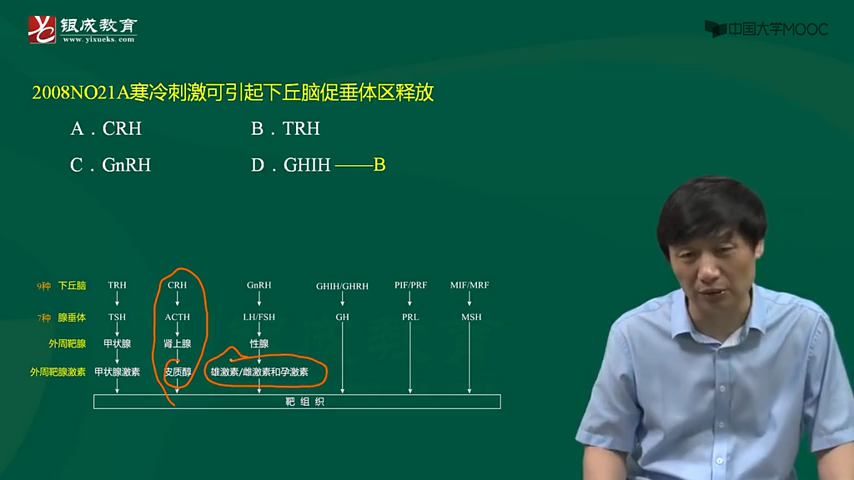 银成教育
www.yixueks.com
中国大学MOOC
2008NO21A寒冷刺激可引起下丘脑促垂体区释放
A．CRH B．TRH
C．GnRH D．GHIH ——B
9种 下丘脑 TRH CRH GnRH GHIH/GHRH PIF/PRF MIF/MRF
7种 腺垂体 TSH ACTH LH/FSH GH PRL MSH
外周靶腺 甲状腺 肾上腺 性腺
外周靶腺激素 甲状腺激素 皮质醇 雄激素/雌激素和孕激素
靶 组 织